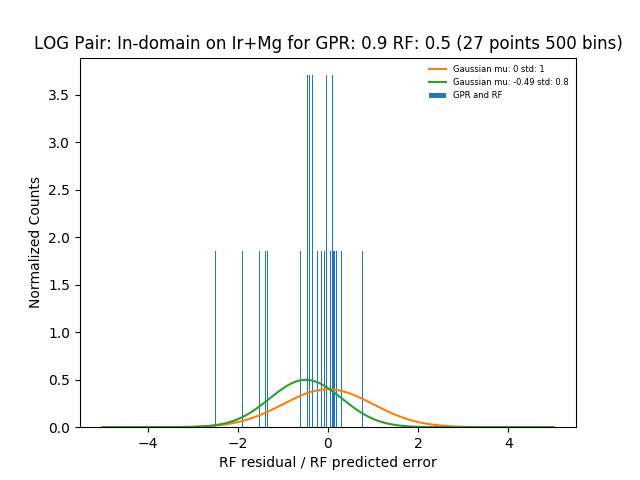 LOG Pair: In-domain on Ir+Mg for GPR: 0.9 RF: 0.5 (27 points 500 bins)
Gaussian mu: 0 std: 1
Gaussian mu: -0.49 std: 0.8
GPR and RF
Normalized Counts
3.5
3.0
2.5
2.0
1.5
1.0
0.5
0.0
−4 −2 0 2 4
RF residual / RF predicted error